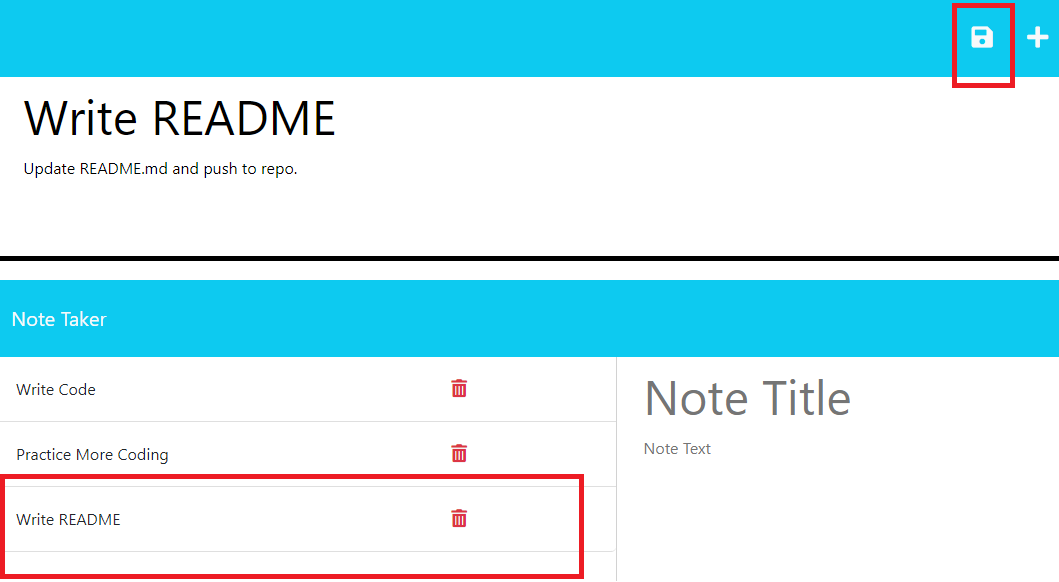 Write README
Update README.md and push to repo.
Note Taker
Write Code
Practice More Coding
Write README
Note Title
Note Text